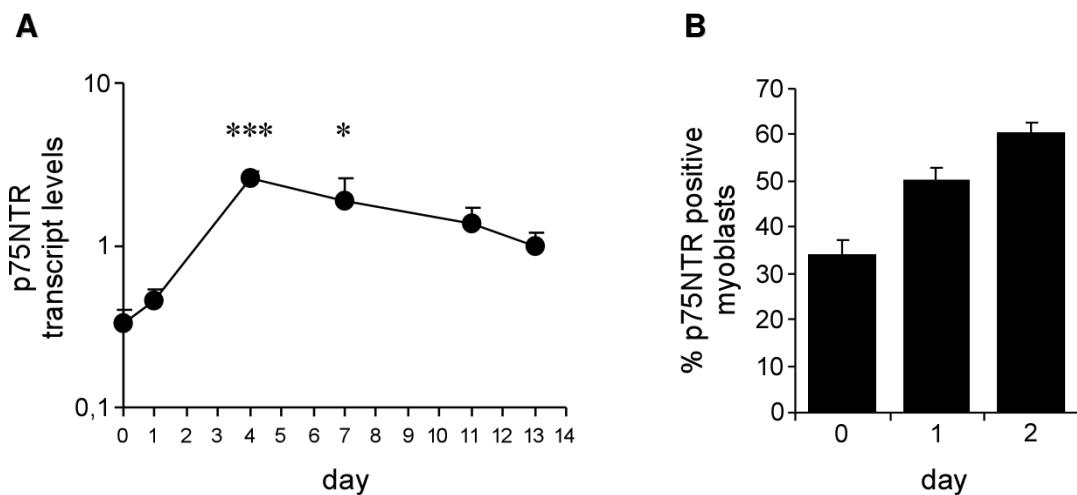 A
p75NTR
transcript levels
10
1
0,1
*** *
0 1 2 3 4 5 6 7 8 9 10 11 12 13 14
day
B
% p75NTR positive
myoblasts
70
60
50
40
30
20
10
0
0 1 2
day